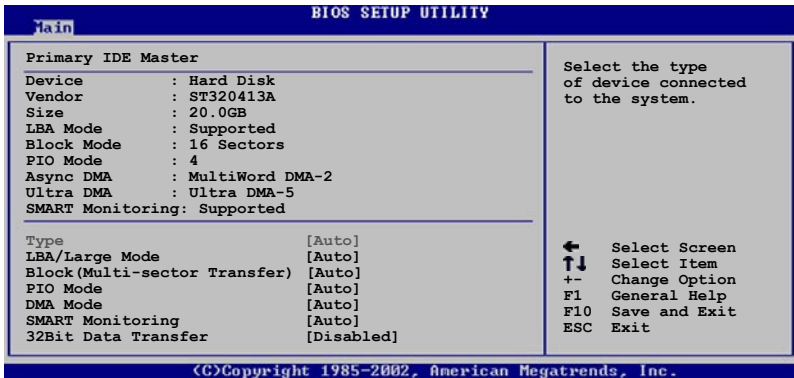 BIOS SETUP UTILITY
Main
Primary IDE Master
Device : Hard Disk
Vendor : ST320413A
Size : 20.0GB
LBA Mode : Supported
Block Mode : 16 Sectors
PIO Mode : 4
Async DMA : MultiWord DMA-2
Ultra DMA : Ultra DMA-5
SMART Monitoring: Supported
Type [Auto]
LBA/Large Mode [Auto]
Block(Multi-sector Transfer) [Auto]
PIO Mode [Auto]
DMA Mode [Auto]
SMART Monitoring [Auto]
32Bit Data Transfer [Disabled]
Select the type
of device connected
to the system.
← Select Screen
↑↓ Select Item
+- Change Option
F1 General Help
F10 Save and Exit
ESC Exit
(C)Copyright 1985-2002, American Megatrends, Inc.